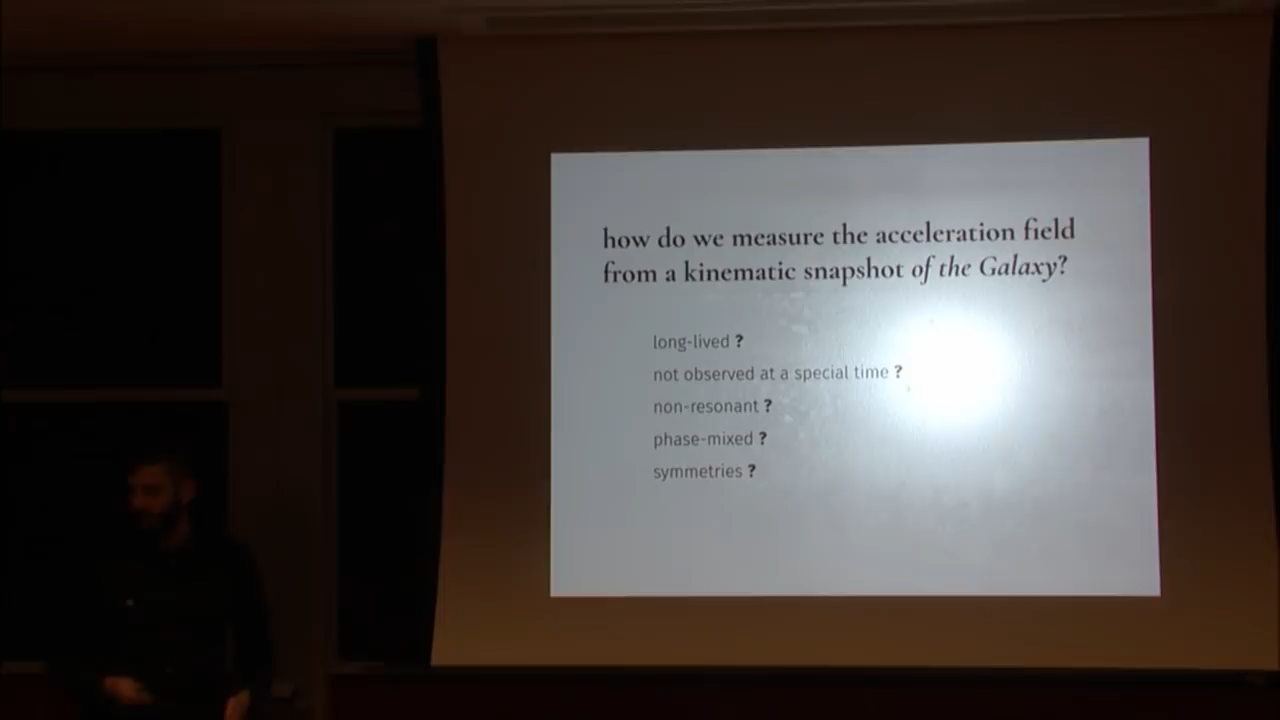 how do we measure the acceleration field
from a kinematic snapshot of the Galaxy?
long-lived ?
not observed at a special time ?
non-resonant ?
phase-mixed ?
symmetries ?